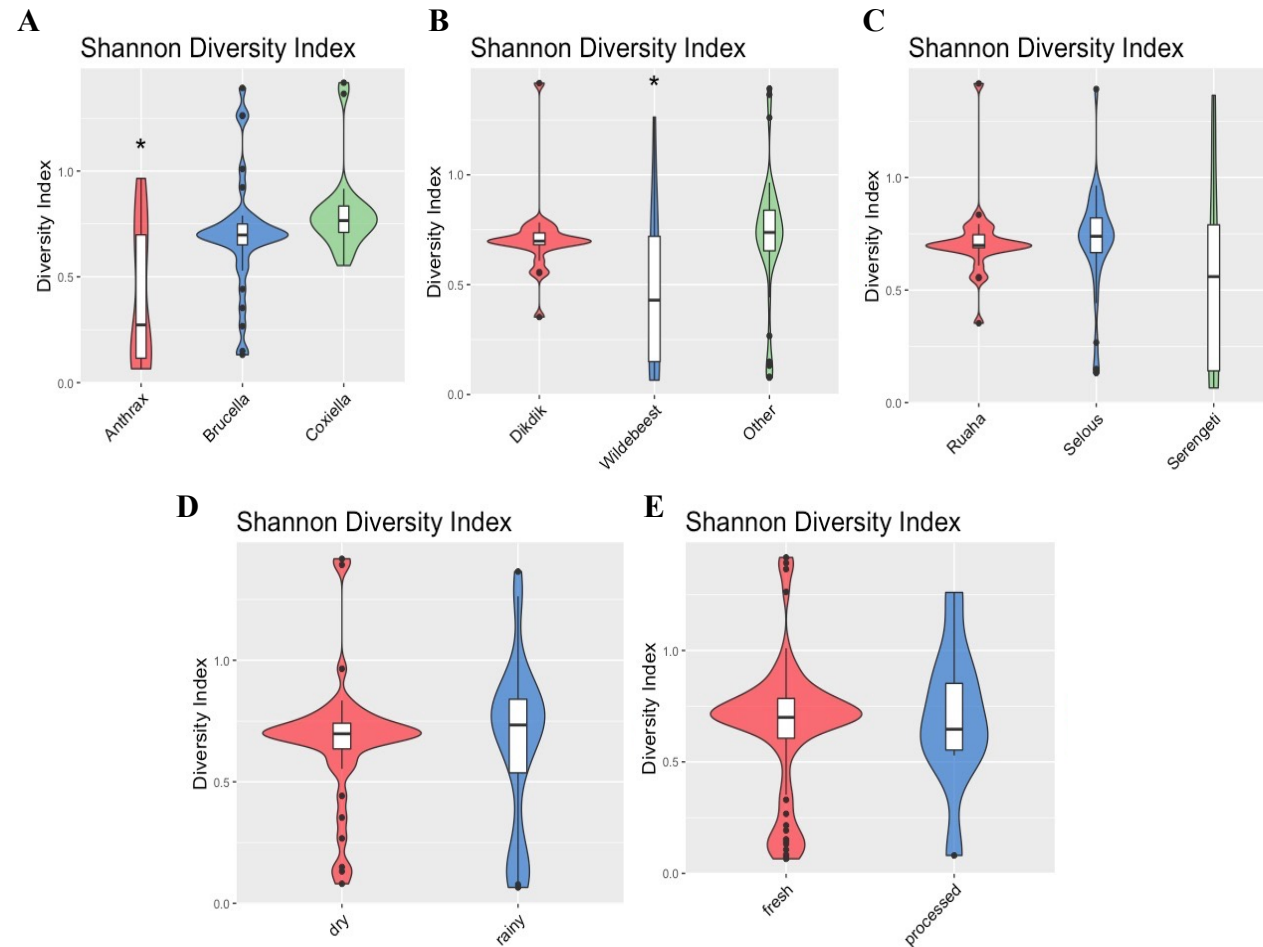 A
Shannon Diversity Index
Diversity Index
1.0
0.5
0.0
*
Anthrax
Brucella
Coxiella
B
Shannon Diversity Index
Diversity Index
1.0
0.5
0.0
*
Dikdik
Wildebeest
Other
C
Shannon Diversity Index
Diversity Index
1.0
0.5
0.0
Ruaha
Selous
Serengeti
D
Shannon Diversity Index
Diversity Index
1.0
0.5
0.0
dry
rainy
E
Shannon Diversity Index
Diversity Index
1.0
0.5
0.0
fresh
processed